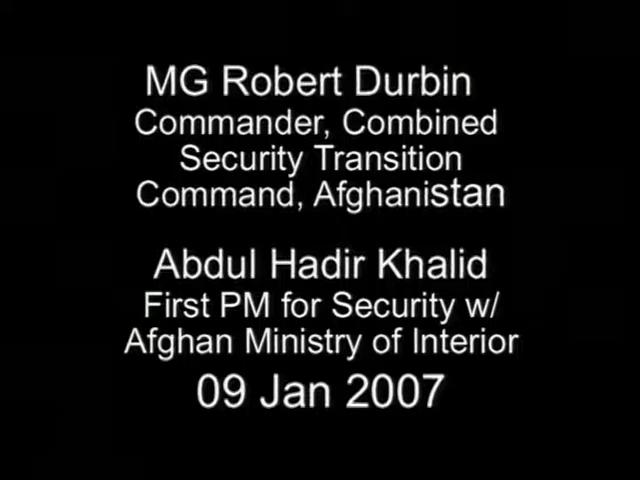 MG Robert Durbin
Commander, Combined
Security Transition
Command, Afghanistan
Abdul Hadir Khalid
First PM for Security w/
Afghan Ministry of Interior
09 Jan 2007